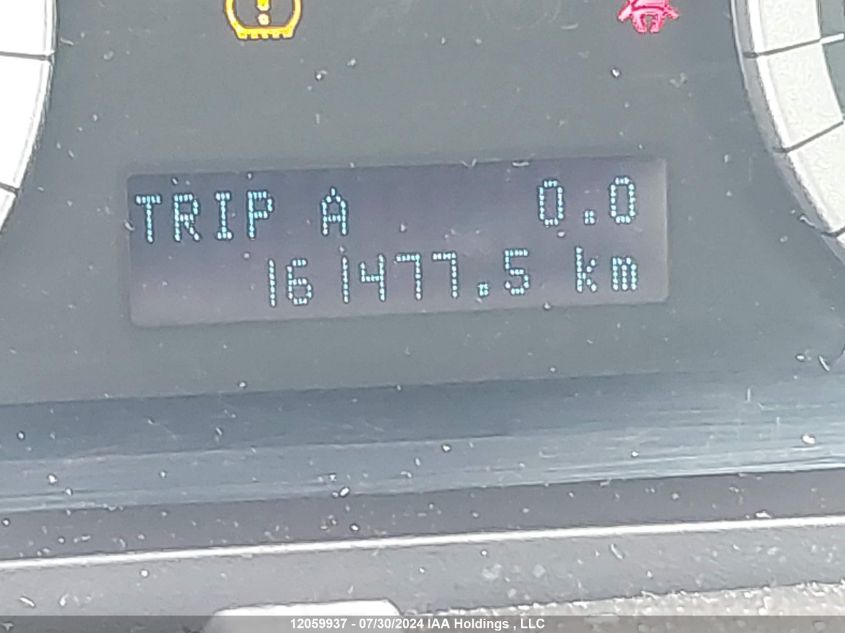 TRIP A 0.0
161477.5 km
12059937 - 07/30/2024 IAA Holdings , LLC